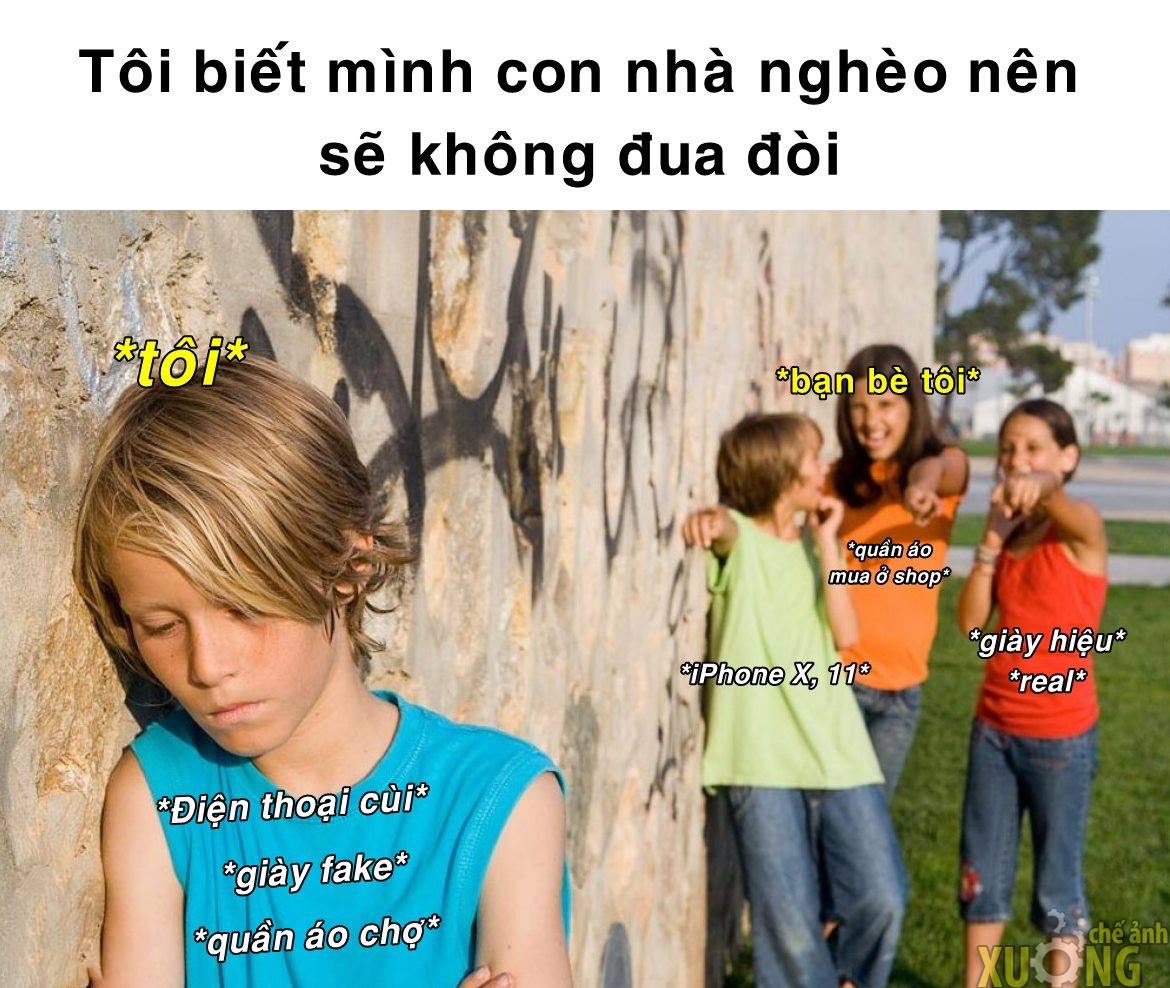 Tôi biết mình con nhà nghèo nên
sẽ không đua đòi
*tôi*
*bạn bè tôi*
*quần áo
mua ở shop*
*giày hiệu*
*real*
*iPhone X, 11*
*Điện thoại cùi*
*giày fake*
*quần áo chợ*
chế ảnh
XƯỞNG